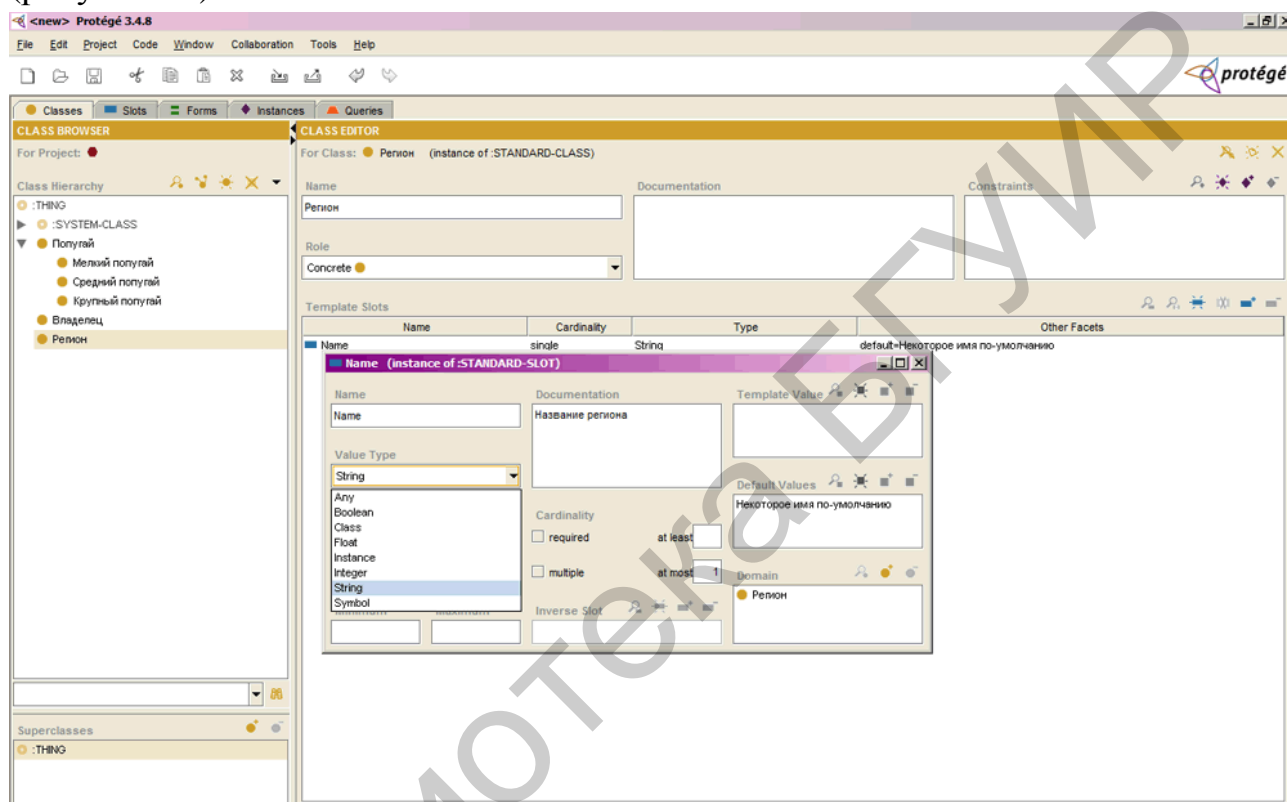 <new> Protégé 3.4.8
File Edit Project Code Window Collaboration Tools Help
protégé
Classes Slots Forms Instances Queries
CLASS BROWSER
CLASS EDITOR
For Project:
For Class: Регион (instance of :STANDARD-CLASS)
Class Hierarchy
Name
Documentation
Constraints
:THING
:SYSTEM-CLASS
Попугай
Мелкий попугай
Средний попугай
Крупный попугай
Владелец
Регион
Регион
Role
Concrete
Template Slots
Name Cardinality Type Other Facets
Name single String default=Некоторое имя по-умолчанию
Name (instance of :STANDARD-SLOT)
Name
Documentation
Template Value
Name
Название региона
Value Type
String
Default Values
Некоторое имя по-умолчанию
Any
Boolean
Class
Float
Instance
Integer
String
Symbol
Cardinality
required at least
multiple at most 1
Domain
Регион
Minimum Maximum Inverse Slot
Superclasses
:THING
отека БГУИР